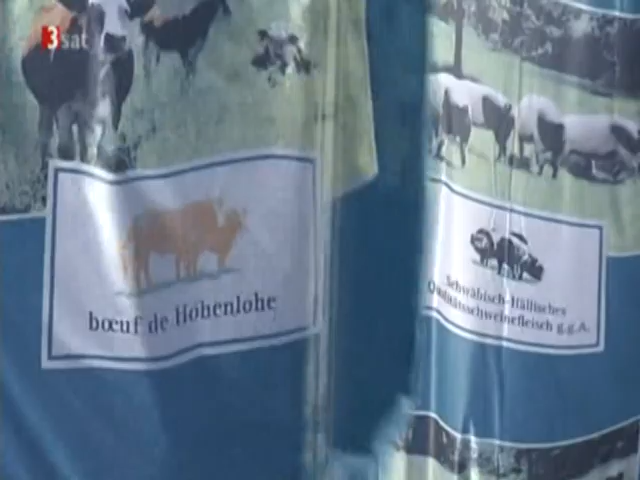 3sat
bœuf de Hohenlohe
Schwäbisch-Hällisches
Qualitätsschweinefleisch g.g.A.